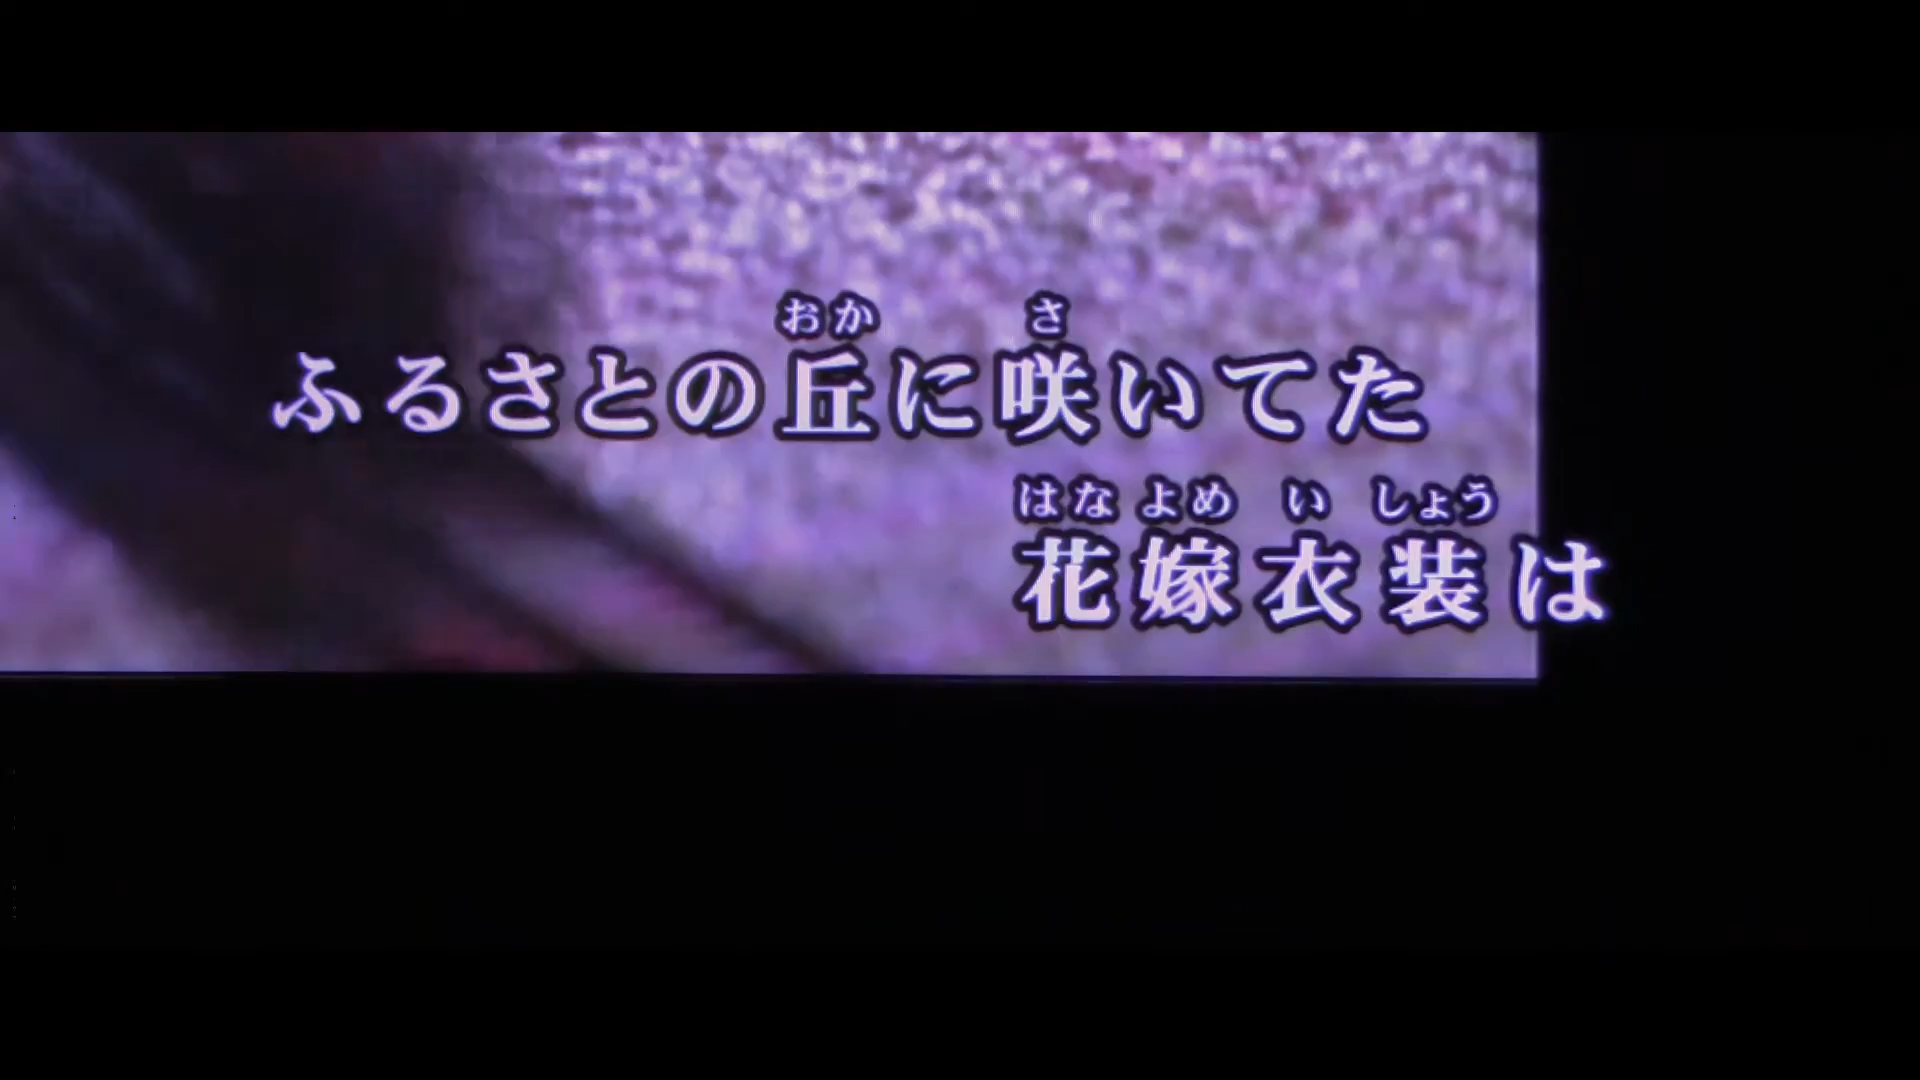 おか さ
ふるさとの丘に咲いてた
はな よめ い しょう
花嫁衣装は